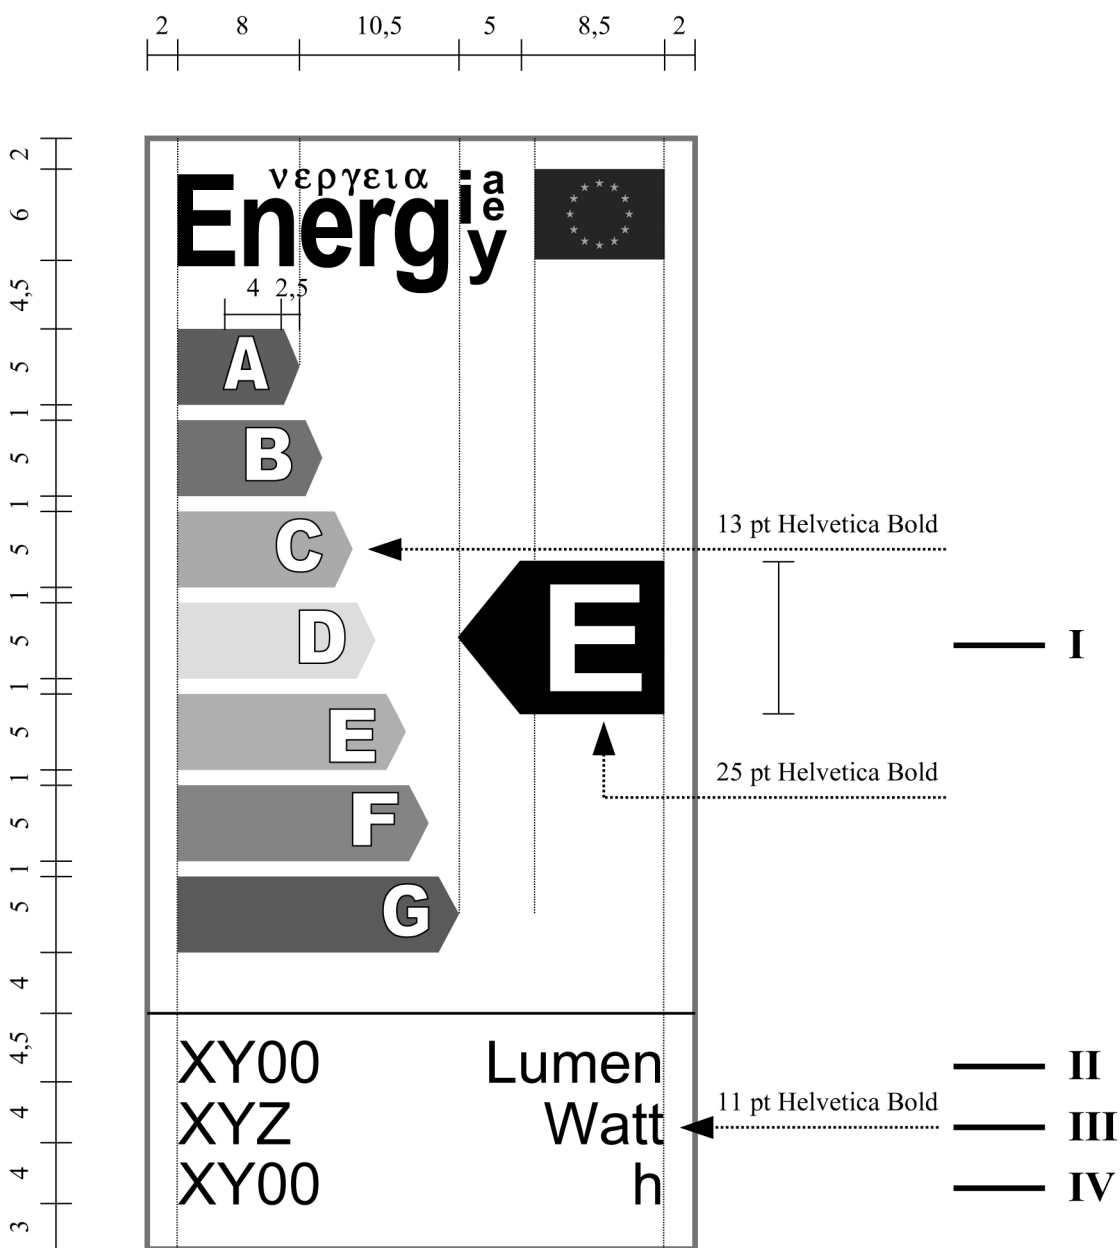 2 8 10,5 5 8,5 2
2
6
4,5
5
1
5
1
5
1
5
1
5
1
5
1
5
4
4,5
4
4
3
νεργεια
Energ i a
e
y
4 2,5
A
B
C
D
E
F
G
E
13 pt Helvetica Bold
I
25 pt Helvetica Bold
XY00 Lumen
II
XYZ Watt
11 pt Helvetica Bold
III
XY00 h
IV